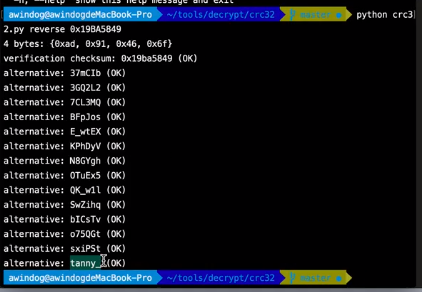 -h, --help show this help message and exit
awindog@awindogdeMacBook-Pro ~/tools/decrypt/crc32 master ● python crc3
2.py reverse 0x19BA5849
4 bytes: {0xad, 0x91, 0x46, 0x6f}
verification checksum: 0x19ba5849 (OK)
alternative: 37mCIb (OK)
alternative: 3GQ2L2 (OK)
alternative: 7CL3MQ (OK)
alternative: BFpJos (OK)
alternative: E_wtEX (OK)
alternative: KPhDyV (OK)
alternative: N8GYgh (OK)
alternative: OTuEx5 (OK)
alternative: QK_w1l (OK)
alternative: SwZihq (OK)
alternative: bICsTv (OK)
alternative: o75QGt (OK)
alternative: sxiPSt (OK)
alternative: tanny_ (OK)
awindog@awindogdeMacBook-Pro ~/tools/decrypt/crc32 master ●